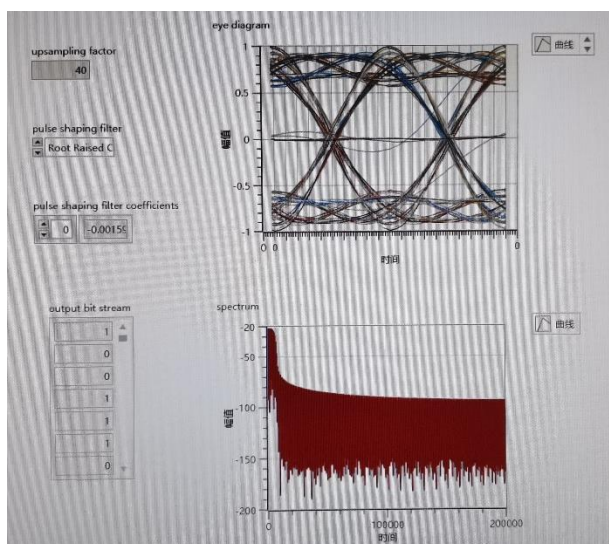 eye diagram
曲线
upsampling factor
40
pulse shaping filter
Root Raised C
pulse shaping filter coefficients
0
-0.00159
幅值
1
0.5
0
-0.5
-1
0 0
0
时间
output bit stream
1
0
0
1
1
1
0
spectrum
曲线
幅值
-20
-50
-100
-150
-200
0
100000
200000
时间